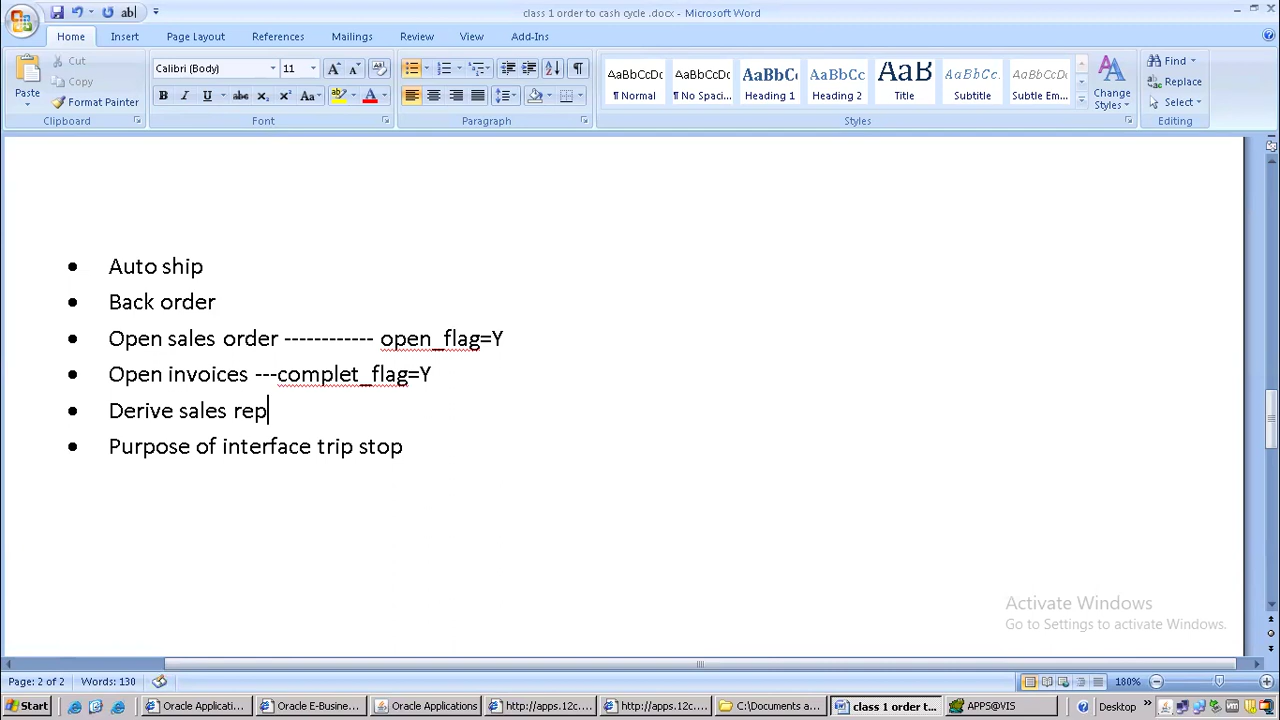 class 1 order to cash cycle .docx - Microsoft Word
Home Insert Page Layout References Mailings Review View Add-Ins
Cut
Copy
Format Painter
Paste
Clipboard
Calibri (Body) 11
Font
Paragraph
AaBbCcDc AaBbCcDc AaBbC( AaBbCc AaB AaBbCc. AaBbCcDc
¶ Normal ¶ No Spaci... Heading 1 Heading 2 Title Subtitle Subtle Em...
Change Styles
Styles
Find
Replace
Select
Editing
• Auto ship
• Back order
• Open sales order ------------ open_flag=Y
• Open invoices ---complet_flag=Y
• Derive sales rep
• Purpose of interface trip stop
Activate Windows
Go to Settings to activate Windows.
Page: 2 of 2 Words: 130 180%
Start Oracle Applicati... Oracle E-Busine... Oracle Applications http://apps.12c.... http://apps.12c.... C:\Documents a... class 1 order t... APPS@VIS Desktop